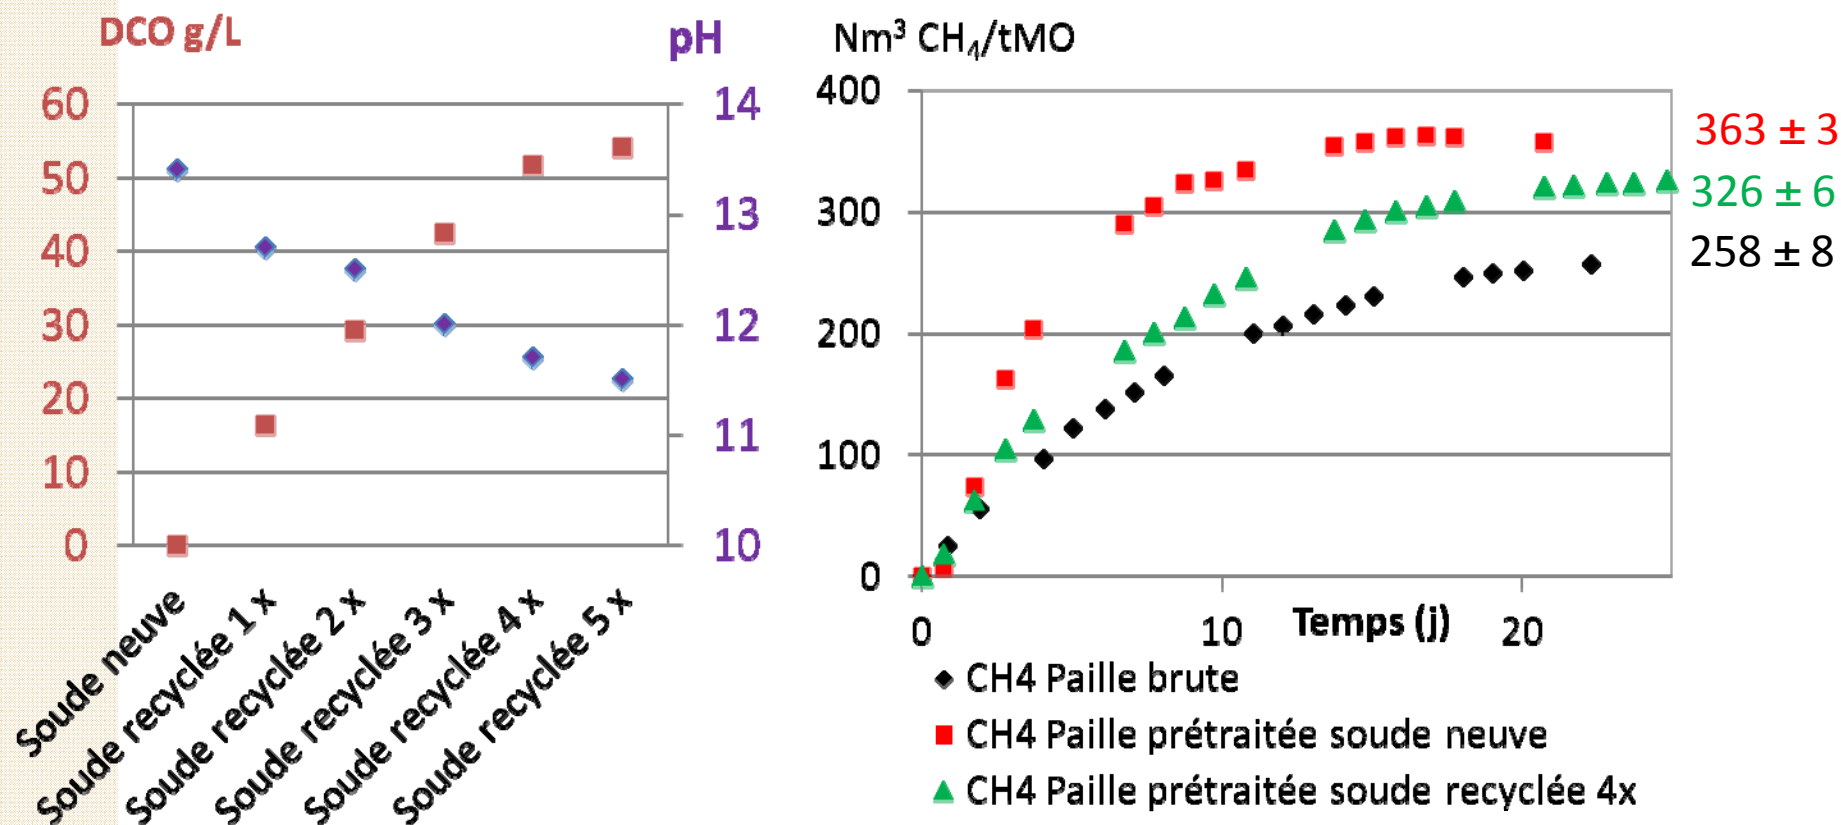 DCO g/L
pH
60
50
40
30
20
10
0
14
13
12
11
10
Soude neuve
Soude recyclée 1 x
Soude recyclée 2 x
Soude recyclée 3 x
Soude recyclée 4 x
Soude recyclée 5 x
Nm³ CH₄/tMO
400
300
200
100
0
0
10
20
Temps (j)
363 ± 3
326 ± 6
258 ± 8
CH4 Paille brute
CH4 Paille prétraitée soude neuve
CH4 Paille prétraitée soude recyclée 4x